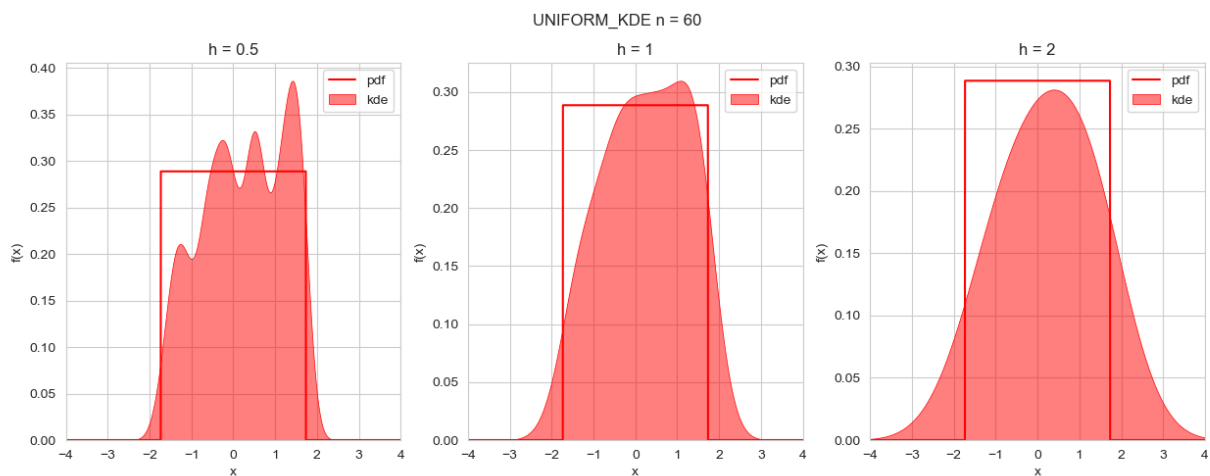 UNIFORM_KDE n = 60
h = 0.5
pdf
kde
0.40
0.35
0.30
0.25
0.20
0.15
0.10
0.05
0.00
f(x)
−4 −3 −2 −1 0 1 2 3 4
x
h = 1
pdf
kde
0.30
0.25
0.20
0.15
0.10
0.05
0.00
f(x)
−4 −3 −2 −1 0 1 2 3 4
x
h = 2
pdf
kde
0.30
0.25
0.20
0.15
0.10
0.05
0.00
f(x)
−4 −3 −2 −1 0 1 2 3 4
x